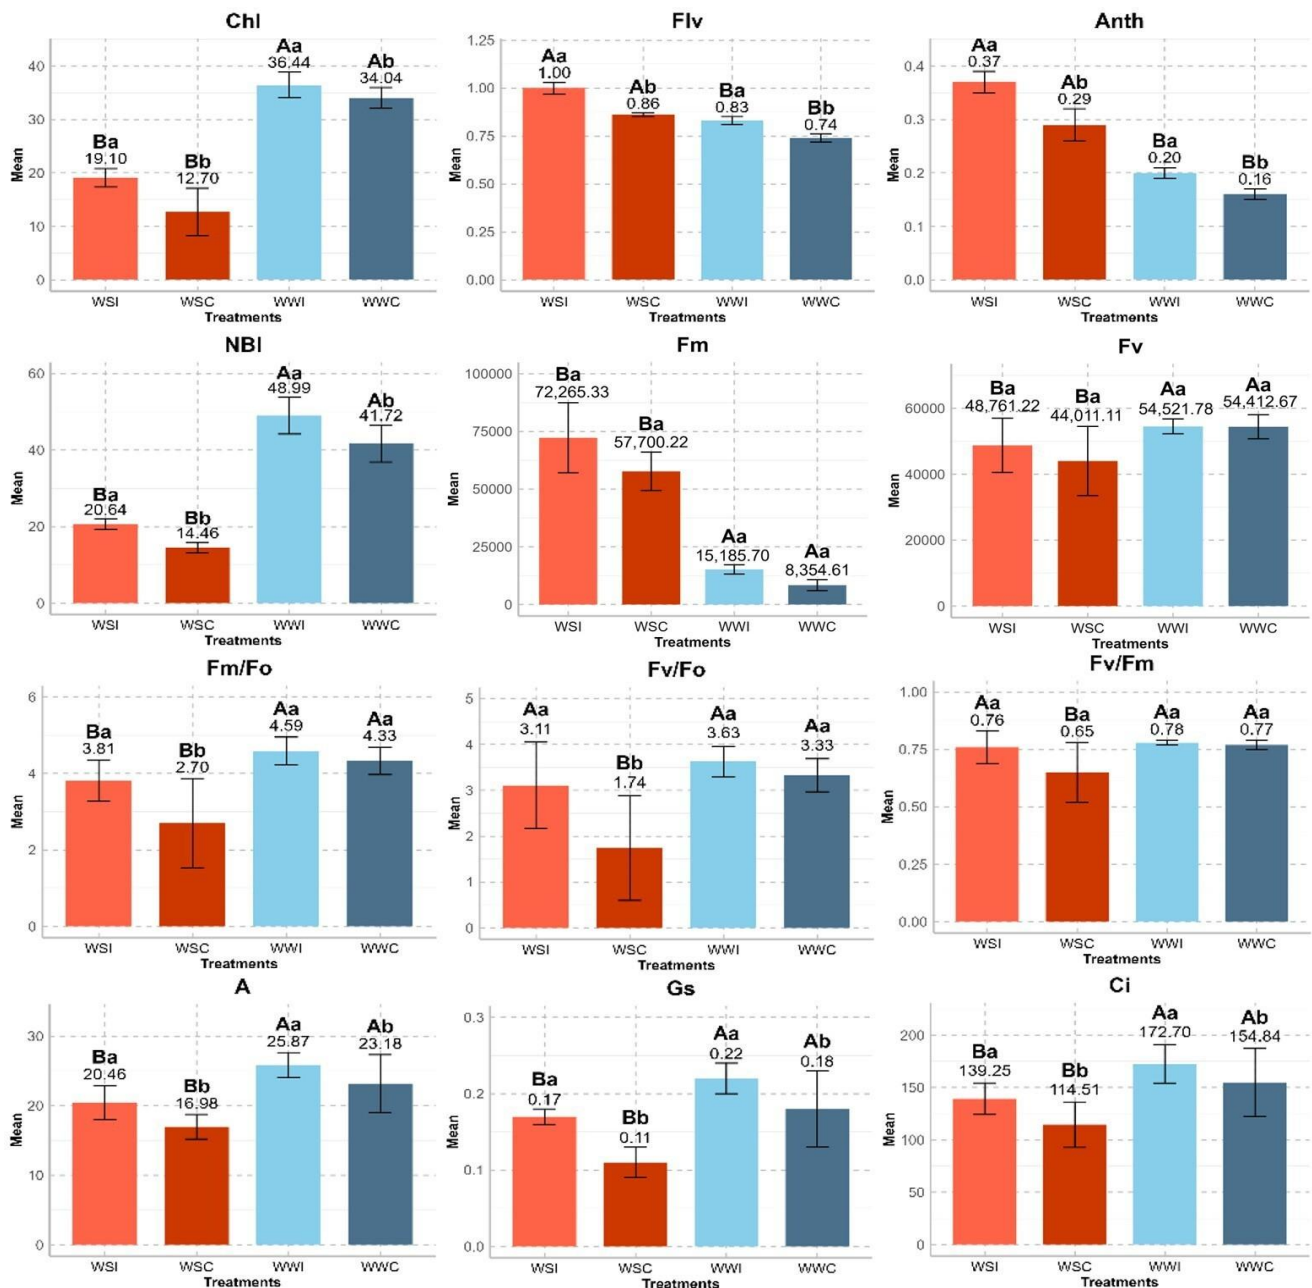 Chl
Mean
40
30
20
10
0
Ba
19.10
Bb
12.70
Aa
36.44
Ab
34.04
WSI WSC WWI WWC
Treatments
Flv
Mean
1.25
1.00
0.75
0.50
0.25
0.00
Aa
1.00
Ab
0.86
Ba
0.83
Bb
0.74
WSI WSC WWI WWC
Treatments
Anth
Mean
0.4
0.3
0.2
0.1
0.0
Aa
0.37
Ab
0.29
Ba
0.20
Bb
0.16
WSI WSC WWI WWC
Treatments
NBI
Mean
60
40
20
0
Ba
20.64
Bb
14.46
Aa
48.99
Ab
41.72
WSI WSC WWI WWC
Treatments
Fm
Mean
100000
75000
50000
25000
0
Ba
72,265.33
Ba
57,700.22
Aa
15,185.70
Aa
8,354.61
WSI WSC WWI WWC
Treatments
Fv
Mean
60000
40000
20000
0
Ba
48,761.22
Ba
44,011.11
Aa
54,521.78
Aa
54,412.67
WSI WSC WWI WWC
Treatments
Fm/Fo
Mean
6
4
2
0
Ba
3.81
Bb
2.70
Aa
4.59
Aa
4.33
WSI WSC WWI WWC
Treatments
Fv/Fo
Mean
5
4
3
2
1
0
Aa
3.11
Bb
1.74
Aa
3.63
Aa
3.33
WSI WSC WWI WWC
Treatments
Fv/Fm
Mean
1.00
0.75
0.50
0.25
0.00
Aa
0.76
Ba
0.65
Aa
0.78
Aa
0.77
WSI WSC WWI WWC
Treatments
A
Mean
30
20
10
0
Ba
20.46
Bb
16.98
Aa
25.87
Ab
23.18
WSI WSC WWI WWC
Treatments
Gs
Mean
0.3
0.2
0.1
0.0
Ba
0.17
Bb
0.11
Aa
0.22
Ab
0.18
WSI WSC WWI WWC
Treatments
Ci
Mean
200
150
100
50
0
Ba
139.25
Bb
114.51
Aa
172.70
Ab
154.84
WSI WSC WWI WWC
Treatments